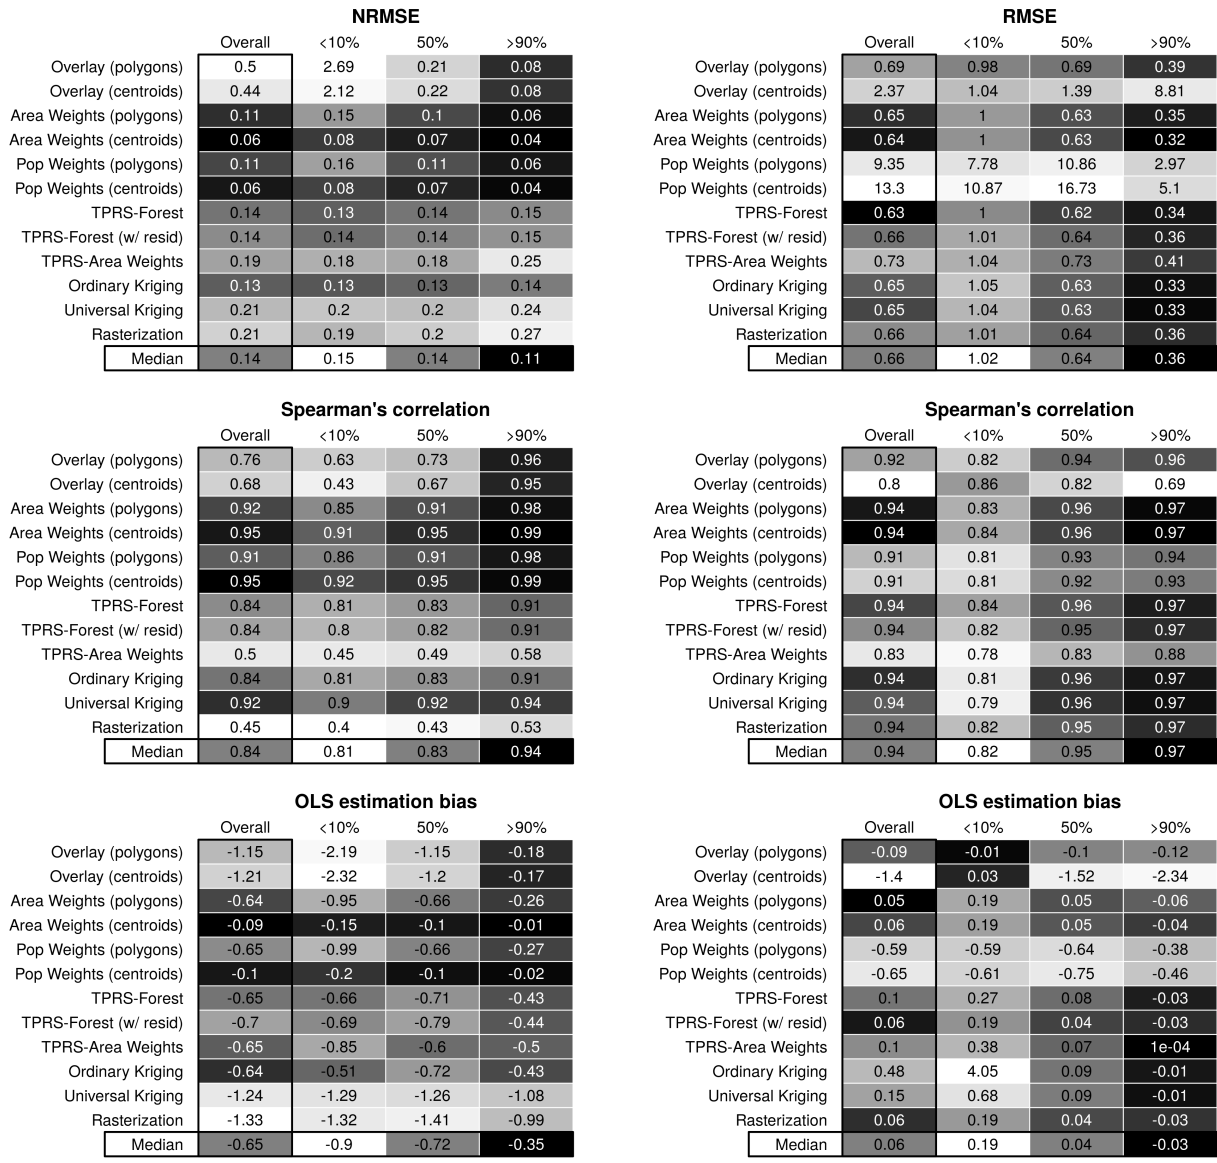 NRMSE
Overall <10% 50% >90%
Overlay (polygons) 0.5 2.69 0.21 0.08
Overlay (centroids) 0.44 2.12 0.22 0.08
Area Weights (polygons) 0.11 0.15 0.1 0.06
Area Weights (centroids) 0.06 0.08 0.07 0.04
Pop Weights (polygons) 0.11 0.16 0.11 0.06
Pop Weights (centroids) 0.06 0.08 0.07 0.04
TPRS-Forest 0.14 0.13 0.14 0.15
TPRS-Forest (w/ resid) 0.14 0.14 0.14 0.15
TPRS-Area Weights 0.19 0.18 0.18 0.25
Ordinary Kriging 0.13 0.13 0.13 0.14
Universal Kriging 0.21 0.2 0.2 0.24
Rasterization 0.21 0.19 0.2 0.27
Median 0.14 0.15 0.14 0.11
RMSE
Overall <10% 50% >90%
Overlay (polygons) 0.69 0.98 0.69 0.39
Overlay (centroids) 2.37 1.04 1.39 8.81
Area Weights (polygons) 0.65 1 0.63 0.35
Area Weights (centroids) 0.64 1 0.63 0.32
Pop Weights (polygons) 9.35 7.78 10.86 2.97
Pop Weights (centroids) 13.3 10.87 16.73 5.1
TPRS-Forest 0.63 1 0.62 0.34
TPRS-Forest (w/ resid) 0.66 1.01 0.64 0.36
TPRS-Area Weights 0.73 1.04 0.73 0.41
Ordinary Kriging 0.65 1.05 0.63 0.33
Universal Kriging 0.65 1.04 0.63 0.33
Rasterization 0.66 1.01 0.64 0.36
Median 0.66 1.02 0.64 0.36
Spearman's correlation
Overall <10% 50% >90%
Overlay (polygons) 0.76 0.63 0.73 0.96
Overlay (centroids) 0.68 0.43 0.67 0.95
Area Weights (polygons) 0.92 0.85 0.91 0.98
Area Weights (centroids) 0.95 0.91 0.95 0.99
Pop Weights (polygons) 0.91 0.86 0.91 0.98
Pop Weights (centroids) 0.95 0.92 0.95 0.99
TPRS-Forest 0.84 0.81 0.83 0.91
TPRS-Forest (w/ resid) 0.84 0.8 0.82 0.91
TPRS-Area Weights 0.5 0.45 0.49 0.58
Ordinary Kriging 0.84 0.81 0.83 0.91
Universal Kriging 0.92 0.9 0.92 0.94
Rasterization 0.45 0.4 0.43 0.53
Median 0.84 0.81 0.83 0.94
Spearman's correlation
Overall <10% 50% >90%
Overlay (polygons) 0.92 0.82 0.94 0.96
Overlay (centroids) 0.8 0.86 0.82 0.69
Area Weights (polygons) 0.94 0.83 0.96 0.97
Area Weights (centroids) 0.94 0.84 0.96 0.97
Pop Weights (polygons) 0.91 0.81 0.93 0.94
Pop Weights (centroids) 0.91 0.81 0.92 0.93
TPRS-Forest 0.94 0.84 0.96 0.97
TPRS-Forest (w/ resid) 0.94 0.82 0.95 0.97
TPRS-Area Weights 0.83 0.78 0.83 0.88
Ordinary Kriging 0.94 0.81 0.96 0.97
Universal Kriging 0.94 0.79 0.96 0.97
Rasterization 0.94 0.82 0.95 0.97
Median 0.94 0.82 0.95 0.97
OLS estimation bias
Overall <10% 50% >90%
Overlay (polygons) -1.15 -2.19 -1.15 -0.18
Overlay (centroids) -1.21 -2.32 -1.2 -0.17
Area Weights (polygons) -0.64 -0.95 -0.66 -0.26
Area Weights (centroids) -0.09 -0.15 -0.1 -0.01
Pop Weights (polygons) -0.65 -0.99 -0.66 -0.27
Pop Weights (centroids) -0.1 -0.2 -0.1 -0.02
TPRS-Forest -0.65 -0.66 -0.71 -0.43
TPRS-Forest (w/ resid) -0.7 -0.69 -0.79 -0.44
TPRS-Area Weights -0.65 -0.85 -0.6 -0.5
Ordinary Kriging -0.64 -0.51 -0.72 -0.43
Universal Kriging -1.24 -1.29 -1.26 -1.08
Rasterization -1.33 -1.32 -1.41 -0.99
Median -0.65 -0.9 -0.72 -0.35
OLS estimation bias
Overall <10% 50% >90%
Overlay (polygons) -0.09 -0.01 -0.1 -0.12
Overlay (centroids) -1.4 0.03 -1.52 -2.34
Area Weights (polygons) 0.05 0.19 0.05 -0.06
Area Weights (centroids) 0.06 0.19 0.05 -0.04
Pop Weights (polygons) -0.59 -0.59 -0.64 -0.38
Pop Weights (centroids) -0.65 -0.61 -0.75 -0.46
TPRS-Forest 0.1 0.27 0.08 -0.03
TPRS-Forest (w/ resid) 0.06 0.19 0.04 -0.03
TPRS-Area Weights 0.1 0.38 0.07 1e-04
Ordinary Kriging 0.48 4.05 0.09 -0.01
Universal Kriging 0.15 0.68 0.09 -0.01
Rasterization 0.06 0.19 0.04 -0.03
Median 0.06 0.19 0.04 -0.03